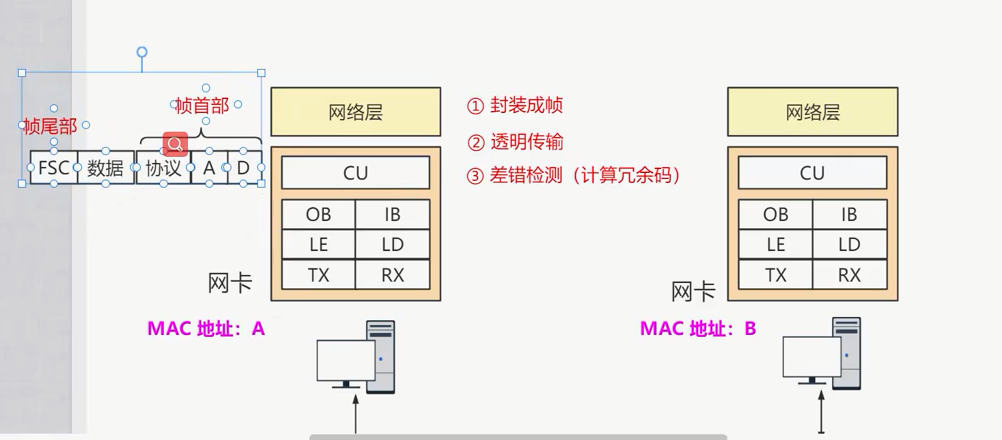 帧首部
帧尾部
FSC 数据 协议 A D
网络层
CU
OB IB
LE LD
TX RX
网卡
MAC 地址：A
① 封装成帧
② 透明传输
③ 差错检测（计算冗余码）
网络层
CU
OB IB
LE LD
TX RX
网卡
MAC 地址：B